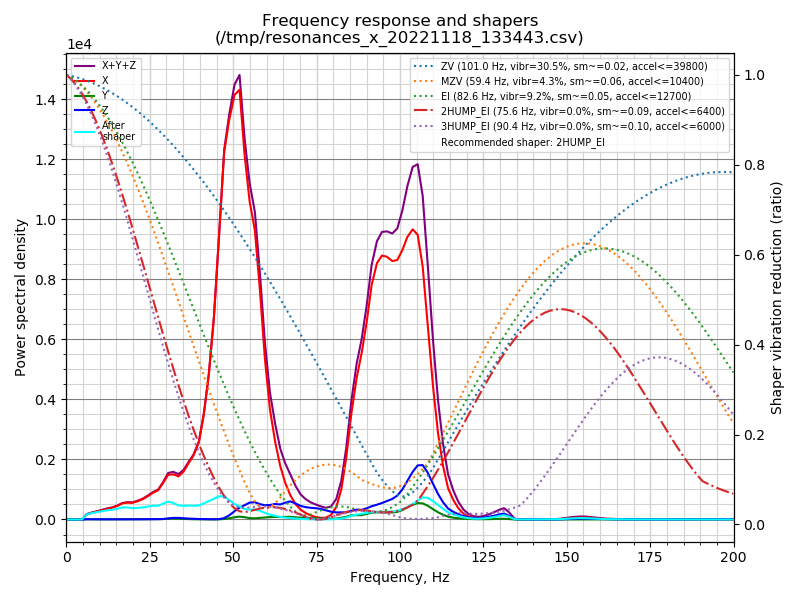 Frequency response and shapers
(/tmp/resonances_x_20221118_133443.csv)
1e4
X+Y+Z
X
Y
Z
After
shaper
ZV (101.0 Hz, vibr=30.5%, sm~=0.02, accel<=39800)
MZV (59.4 Hz, vibr=4.3%, sm~=0.06, accel<=10400)
EI (82.6 Hz, vibr=9.2%, sm~=0.05, accel<=12700)
2HUMP_EI (75.6 Hz, vibr=0.0%, sm~=0.09, accel<=6400)
3HUMP_EI (90.4 Hz, vibr=0.0%, sm~=0.10, accel<=6000)
Recommended shaper: 2HUMP_EI
Power spectral density
1.4
1.2
1.0
0.8
0.6
0.4
0.2
0.0
1.0
0.8
0.6
0.4
0.2
0.0
Shaper vibration reduction (ratio)
0 25 50 75 100 125 150 175 200
Frequency, Hz